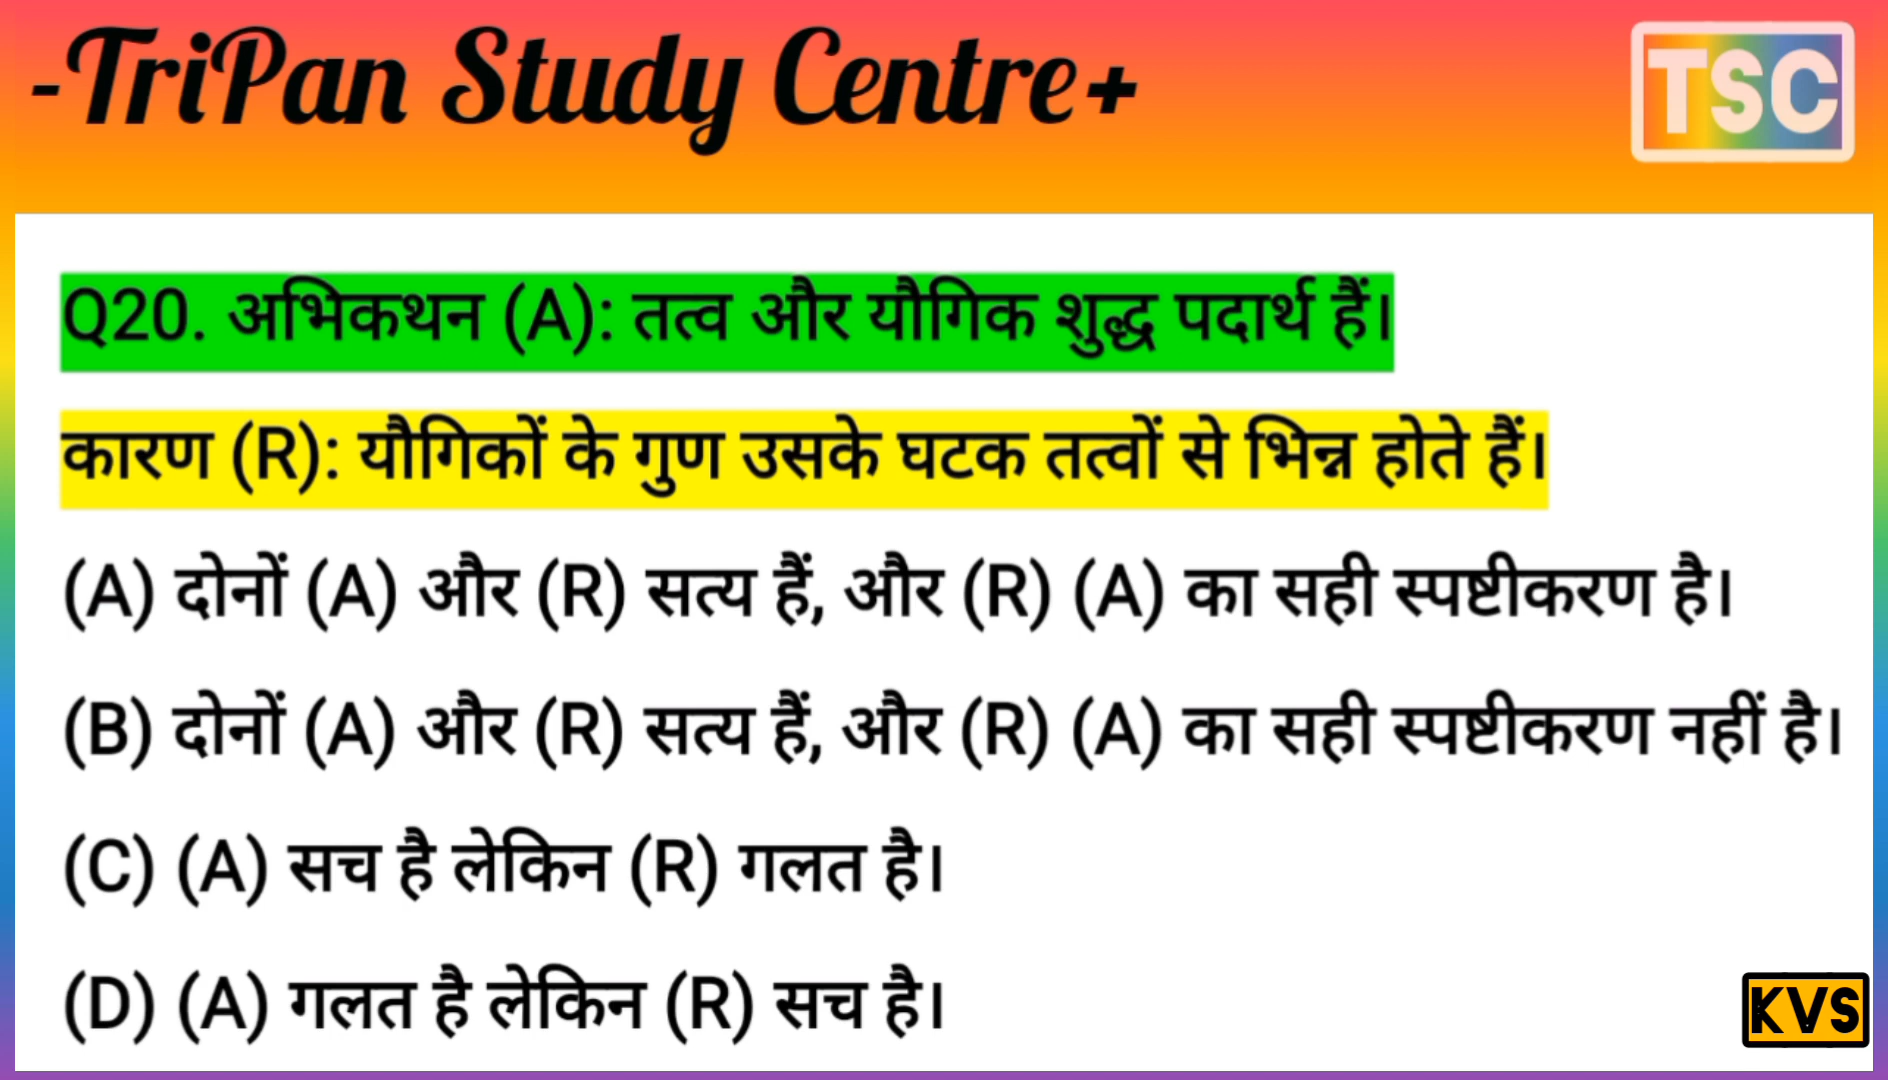 -TriPan Study Centre+
TSC
Q20. अभिकथन (A): तत्व और यौगिक शुद्ध पदार्थ हैं।
कारण (R): यौगिकों के गुण उसके घटक तत्वों से भिन्न होते हैं।
(A) दोनों (A) और (R) सत्य हैं, और (R) (A) का सही स्पष्टीकरण है।
(B) दोनों (A) और (R) सत्य हैं, और (R) (A) का सही स्पष्टीकरण नहीं है।
(C) (A) सच है लेकिन (R) गलत है।
(D) (A) गलत है लेकिन (R) सच है।
KVS